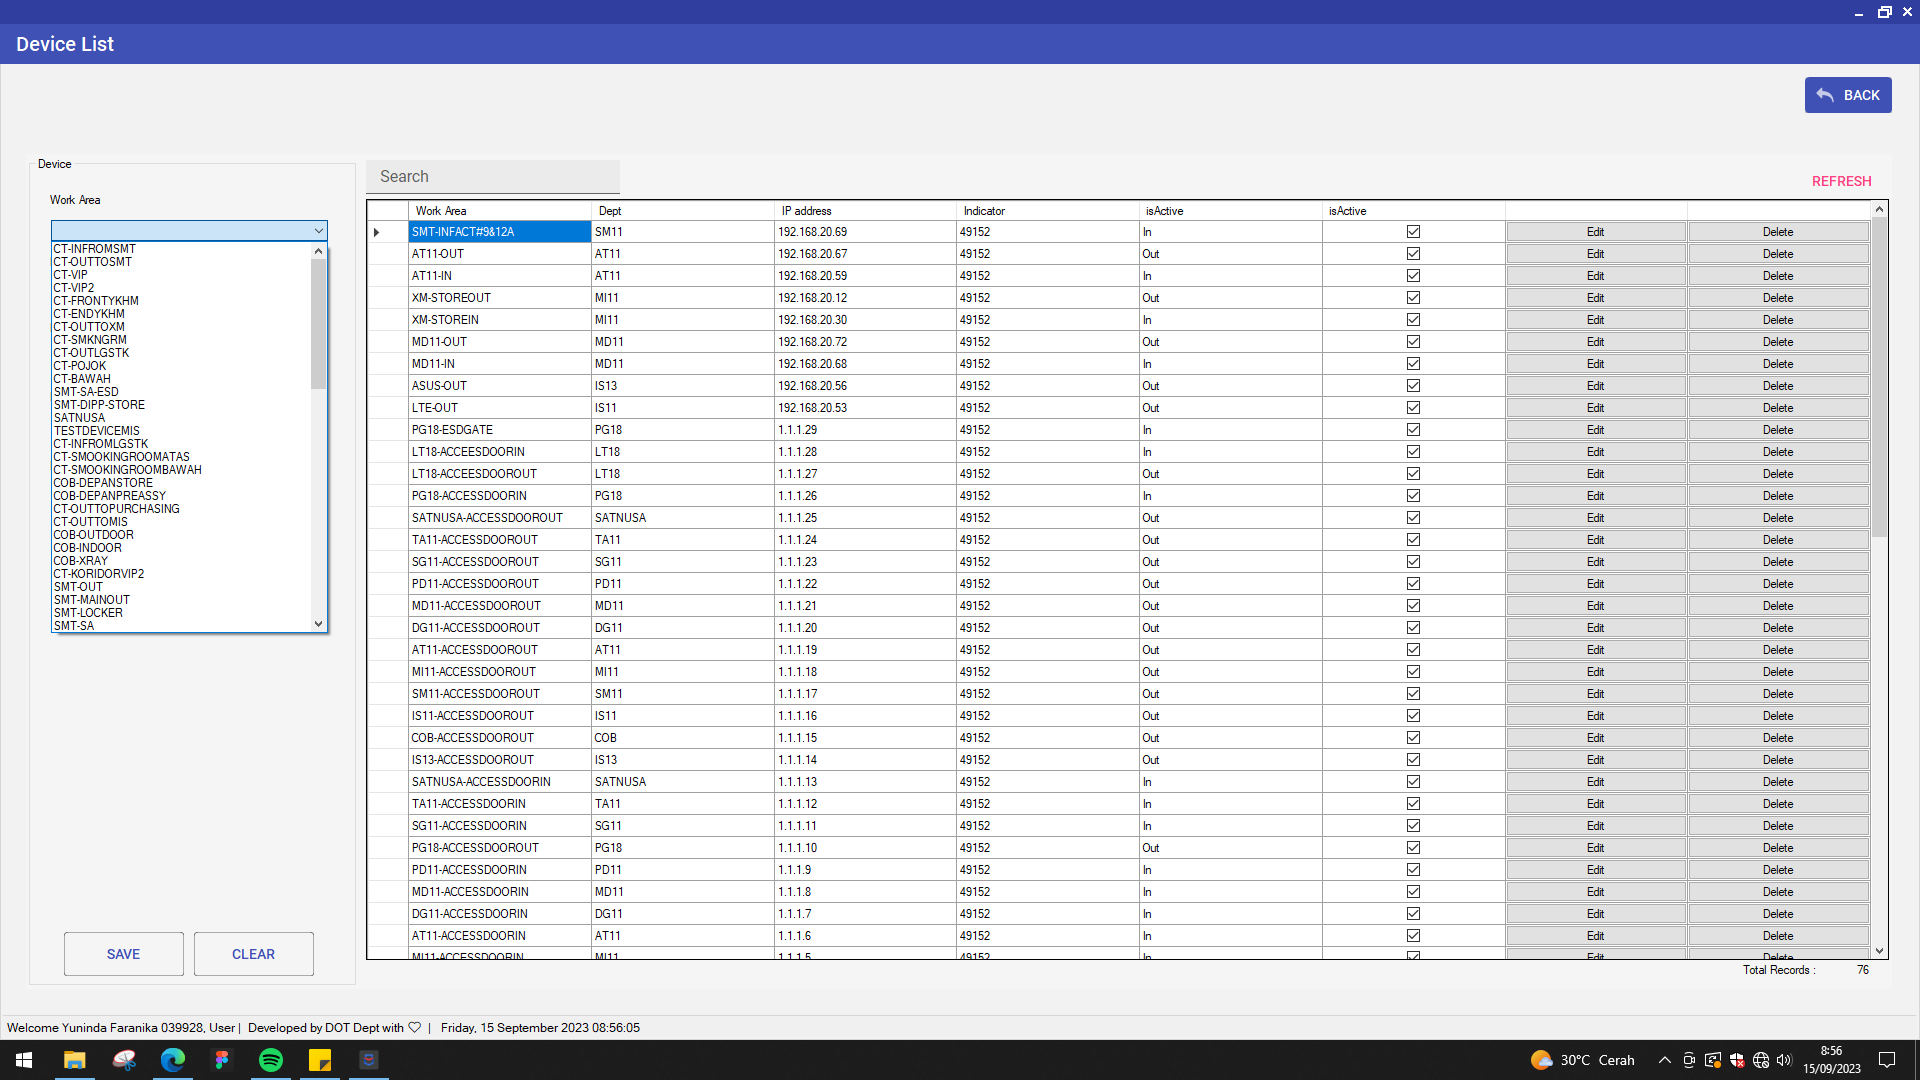 Device List
BACK
Device
Work Area
CT-INFROMSMT
CT-OUTTOSMT
CT-VIP
CT-VIP2
CT-FRONTYKHM
CT-ENDYKHM
CT-OUTTOXM
CT-SMKNGRM
CT-OUTLGSTK
CT-POJOK
CT-BAWAH
SMT-SA-ESD
SMT-DIPP-STORE
SATNUSA
TESTDEVICEMIS
CT-INFROMLGSTK
CT-SMOOKINGROOMATAS
CT-SMOOKINGROOMBAWAH
COB-DEPANSTORE
COB-DEPANPREASSY
CT-OUTTOPURCHASING
CT-OUTTOMIS
COB-OUTDOOR
COB-INDOOR
COB-XRAY
CT-KORIDORVIP2
SMT-OUT
SMT-MAINOUT
SMT-LOCKER
SMT-SA
SAVE CLEAR
Search
REFRESH
Work Area Dept IP address Indicator isActive isActive
SMT-INFACT#9&12A SM11 192.168.20.69 49152 In Edit Delete
AT11-OUT AT11 192.168.20.67 49152 Out Edit Delete
AT11-IN AT11 192.168.20.59 49152 In Edit Delete
XM-STOREOUT MI11 192.168.20.12 49152 Out Edit Delete
XM-STOREIN MI11 192.168.20.30 49152 In Edit Delete
MD11-OUT MD11 192.168.20.72 49152 Out Edit Delete
MD11-IN MD11 192.168.20.68 49152 In Edit Delete
ASUS-OUT IS13 192.168.20.56 49152 Out Edit Delete
LTE-OUT IS11 192.168.20.53 49152 Out Edit Delete
PG18-ESDGATE PG18 1.1.1.29 49152 In Edit Delete
LT18-ACCEESDOORIN LT18 1.1.1.28 49152 In Edit Delete
LT18-ACCEESDOOROUT LT18 1.1.1.27 49152 Out Edit Delete
PG18-ACCESSDOORIN PG18 1.1.1.26 49152 In Edit Delete
SATNUSA-ACCESSDOOROUT SATNUSA 1.1.1.25 49152 Out Edit Delete
TA11-ACCESSDOOROUT TA11 1.1.1.24 49152 Out Edit Delete
SG11-ACCESSDOOROUT SG11 1.1.1.23 49152 Out Edit Delete
PD11-ACCESSDOOROUT PD11 1.1.1.22 49152 Out Edit Delete
MD11-ACCESSDOOROUT MD11 1.1.1.21 49152 Out Edit Delete
DG11-ACCESSDOOROUT DG11 1.1.1.20 49152 Out Edit Delete
AT11-ACCESSDOOROUT AT11 1.1.1.19 49152 Out Edit Delete
MI11-ACCESSDOOROUT MI11 1.1.1.18 49152 Out Edit Delete
SM11-ACCESSDOOROUT SM11 1.1.1.17 49152 Out Edit Delete
IS11-ACCESSDOOROUT IS11 1.1.1.16 49152 Out Edit Delete
COB-ACCESSDOOROUT COB 1.1.1.15 49152 Out Edit Delete
IS13-ACCESSDOOROUT IS13 1.1.1.14 49152 Out Edit Delete
SATNUSA-ACCESSDOORIN SATNUSA 1.1.1.13 49152 In Edit Delete
TA11-ACCESSDOORIN TA11 1.1.1.12 49152 In Edit Delete
SG11-ACCESSDOORIN SG11 1.1.1.11 49152 In Edit Delete
PG18-ACCESSDOOROUT PG18 1.1.1.10 49152 Out Edit Delete
PD11-ACCESSDOORIN PD11 1.1.1.9 49152 In Edit Delete
MD11-ACCESSDOORIN MD11 1.1.1.8 49152 In Edit Delete
DG11-ACCESSDOORIN DG11 1.1.1.7 49152 In Edit Delete
AT11-ACCESSDOORIN AT11 1.1.1.6 49152 In Edit Delete
MI11-ACCESSDOORIN MI11 1.1.1.5 49152 In Edit Delete
Total Records : 76
Welcome Yuninda Faranika 039928, User | Developed by DOT Dept with ♡ | Friday, 15 September 2023 08:56:05
30°C Cerah
8:56
15/09/2023